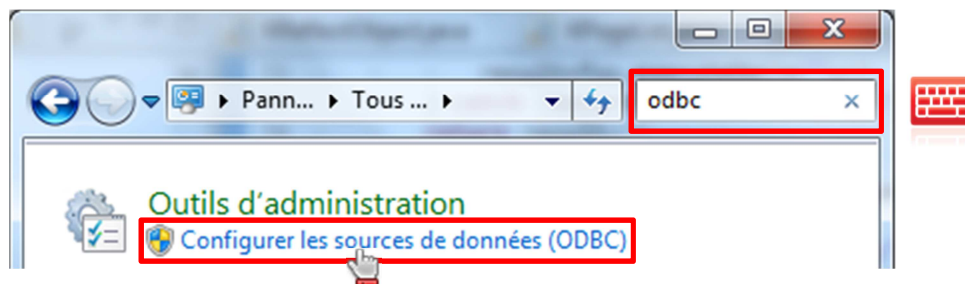 Pann... Tous ...
odbc
Outils d'administration
Configurer les sources de données (ODBC)